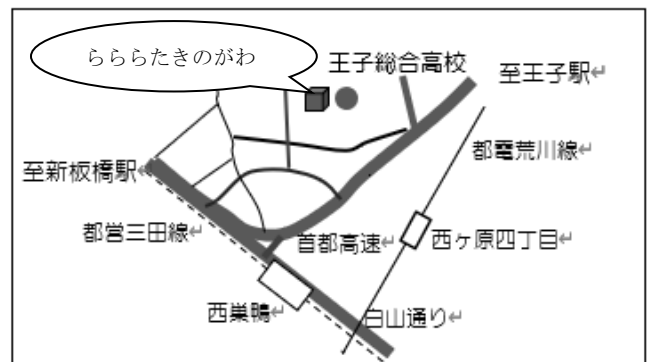 らららたきのがわ
王子総合高校
至王子駅
都電荒川線
至新板橋駅
都営三田線
首都高速
西ヶ原四丁目
西巣鴨
白山通り